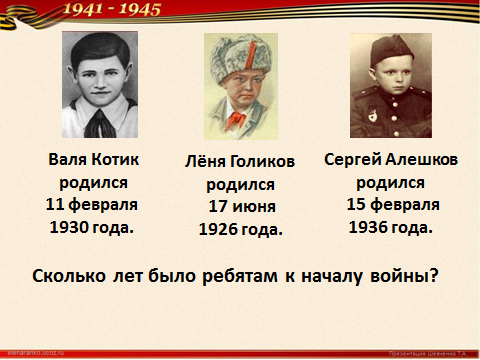 1941 - 1945
Валя Котик
родился
11 февраля
1930 года.
Лёня Голиков
родился
17 июня
1926 года.
Сергей Алешков
родился
15 февраля
1936 года.
Сколько лет было ребятам к началу войны?
elenaranko.ucoz.ru
Презентация Шевченко Т.А.